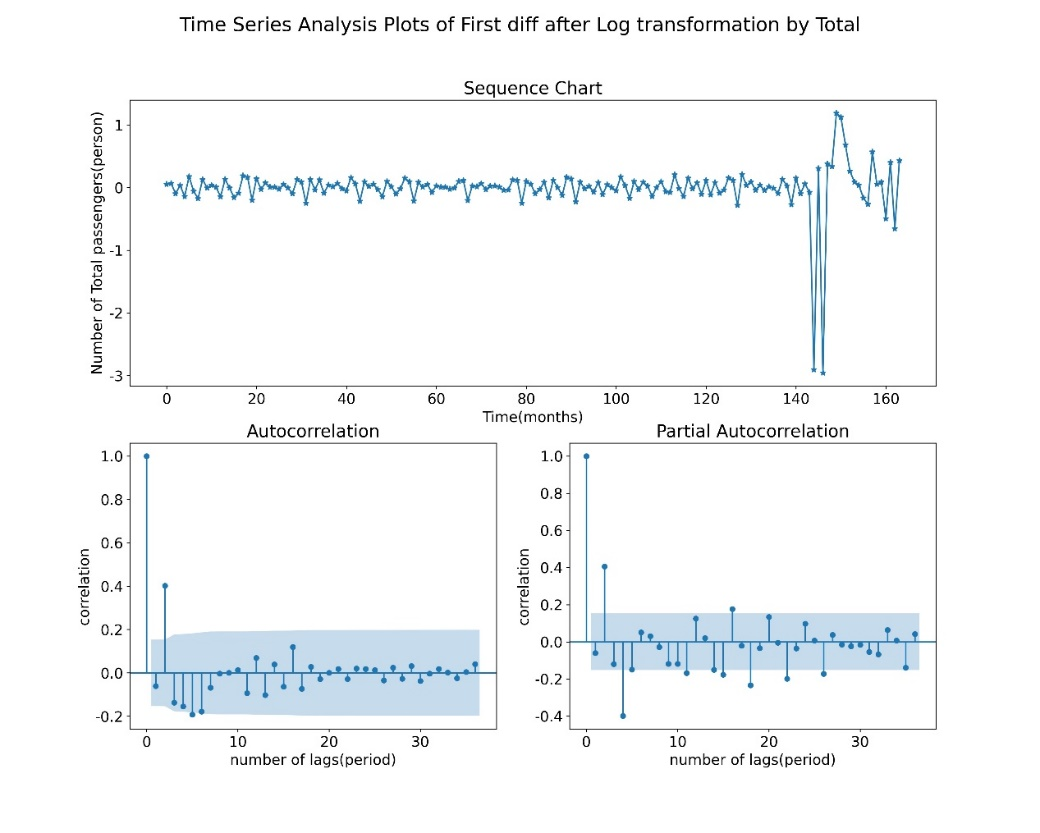 Time Series Analysis Plots of First diff after Log transformation by Total
Sequence Chart
Number of Total passengers(person)
1
0
-1
-2
-3
0 20 40 60 80 100 120 140 160
Time(months)
Autocorrelation
correlation
1.0
0.8
0.6
0.4
0.2
0.0
-0.2
0 10 20 30
number of lags(period)
Partial Autocorrelation
correlation
1.0
0.8
0.6
0.4
0.2
0.0
-0.2
-0.4
0 10 20 30
number of lags(period)